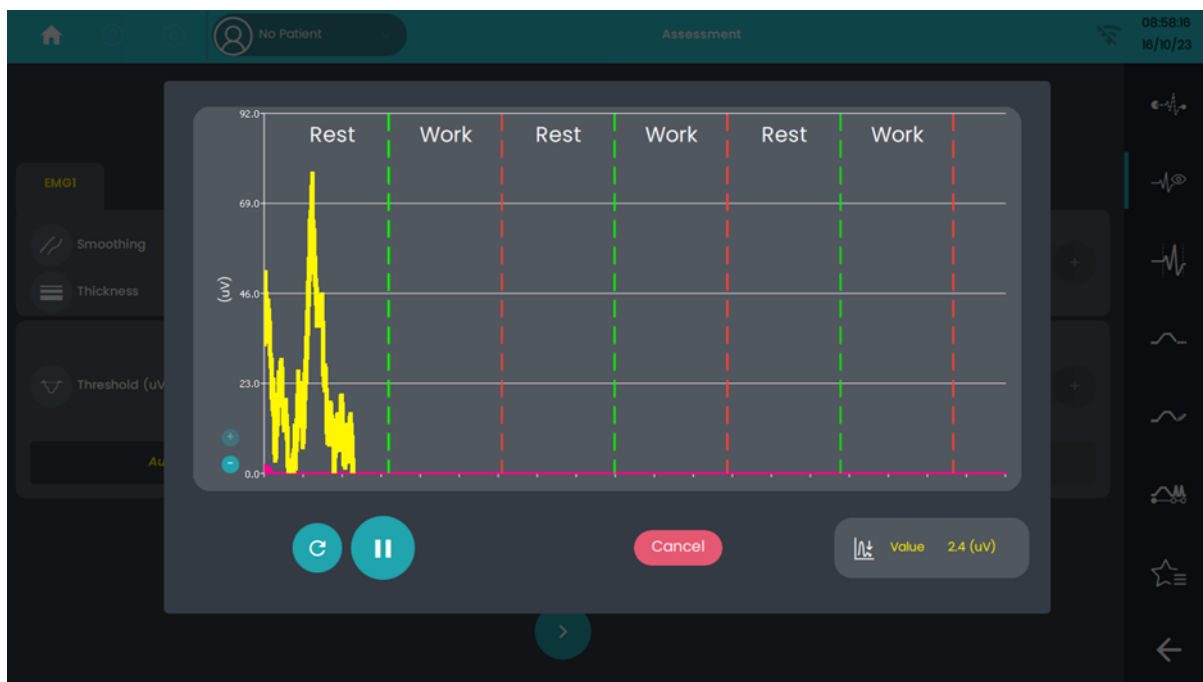 No Patient
Assessment
08:58:16
16/10/23
EMG1
Smoothing
Thickness
Threshold (uV
Au
92.0
69.0
46.0
23.0
0.0
(uV)
Rest Work Rest Work Rest Work
Cancel
Value 2.4 (uV)